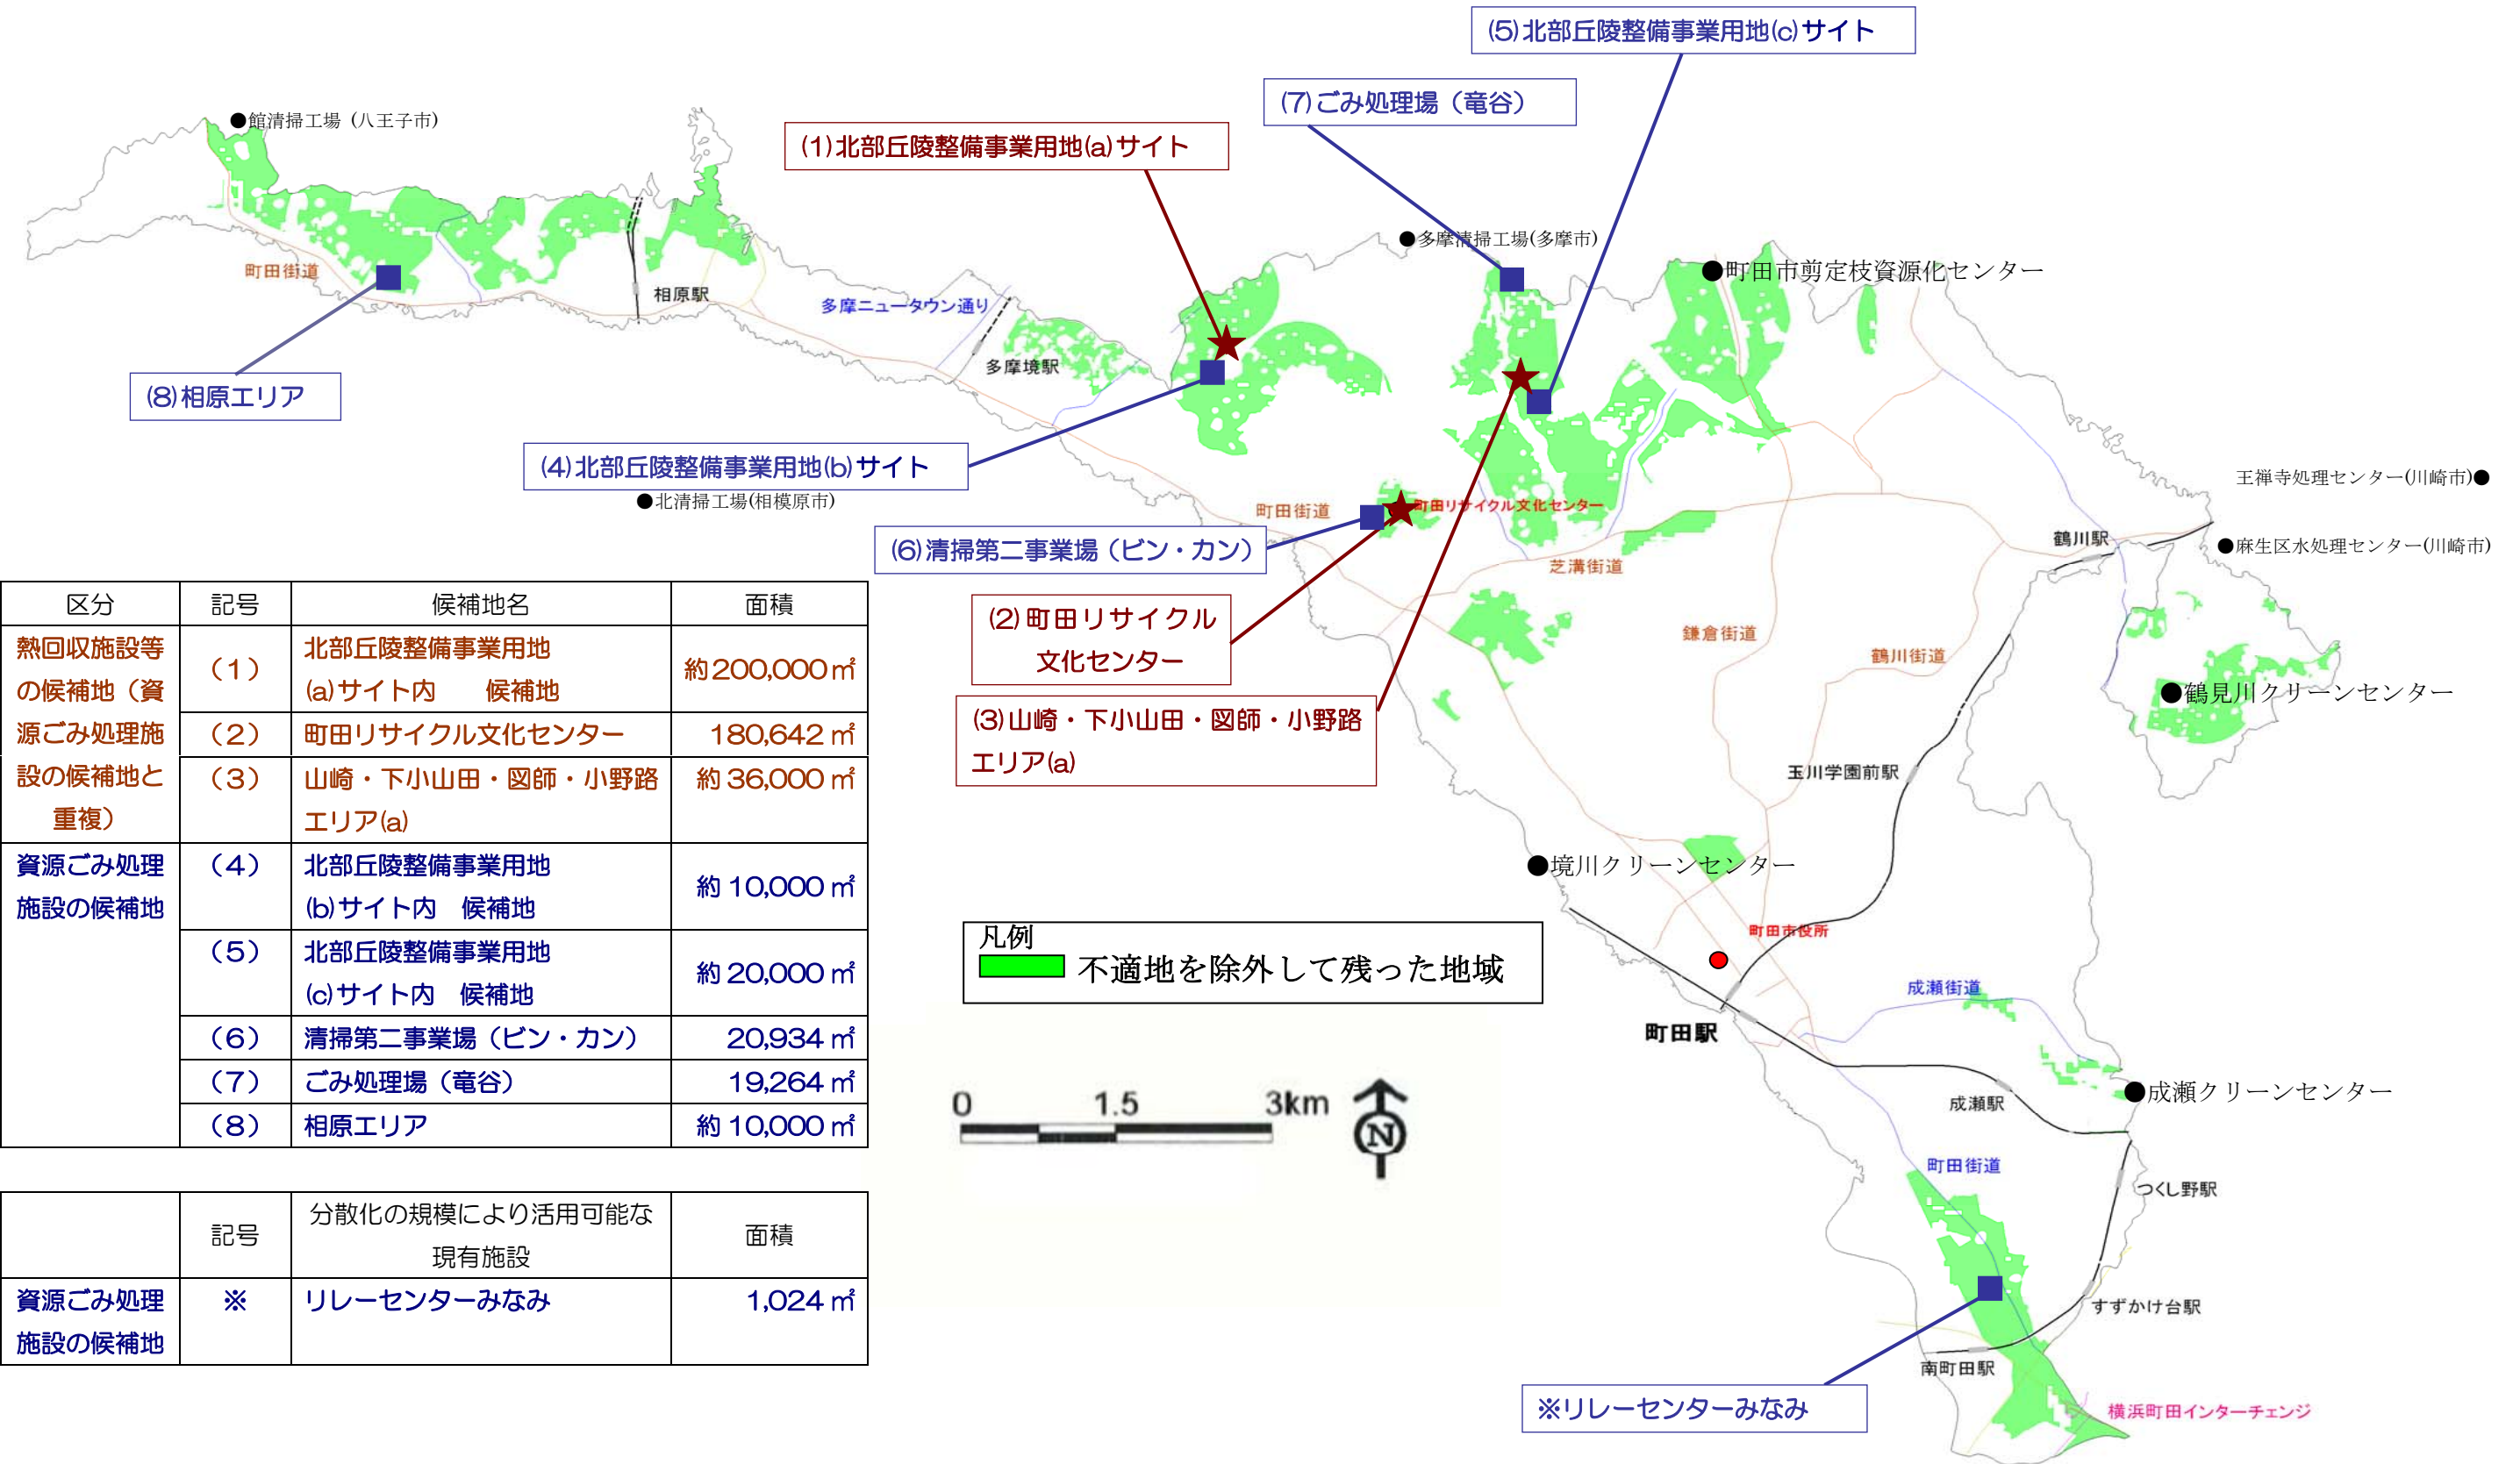 (5)北部丘陵整備事業用地(c)サイト
(7)ごみ処理場（竜谷）
●館清掃工場 (八王子市)
(1)北部丘陵整備事業用地(a)サイト
●多摩清掃工場(多摩市)
●町田市剪定枝資源化センター
町田街道
相原駅
多摩ニュータウン通り
多摩境駅
(8)相原エリア
(4)北部丘陵整備事業用地(b)サイト
●北清掃工場(相模原市)
町田街道
町田リサイクル文化センター
王禅寺処理センター(川崎市)●
(6)清掃第二事業場（ビン・カン）
芝溝街道
鶴川駅
●麻生区水処理センター(川崎市)
(2)町田リサイクル
文化センター
鎌倉街道
鶴川街道
●鶴見川クリーンセンター
(3)山崎・下小山田・図師・小野路
エリア(a)
玉川学園前駅
●境川クリーンセンター
町田市役所
凡例
不適地を除外して残った地域
成瀬街道
町田駅
0 1.5 3km
N
成瀬駅
●成瀬クリーンセンター
町田街道
つくし野駅
すずかけ台駅
南町田駅
※リレーセンターみなみ
横浜町田インターチェンジ
区分 記号 候補地名 面積
熱回収施設等
の候補地（資
源ごみ処理施
設の候補地と
重複）
（1） 北部丘陵整備事業用地
(a)サイト内　　候補地 約200,000㎡
（2） 町田リサイクル文化センター 180,642㎡
（3） 山崎・下小山田・図師・小野路
エリア(a) 約36,000㎡
資源ごみ処理
施設の候補地
（4） 北部丘陵整備事業用地
(b)サイト内　候補地 約10,000㎡
（5） 北部丘陵整備事業用地
(c)サイト内　候補地 約20,000㎡
（6） 清掃第二事業場（ビン・カン） 20,934㎡
（7） ごみ処理場（竜谷） 19,264㎡
（8） 相原エリア 約10,000㎡
記号 分散化の規模により活用可能な
現有施設 面積
資源ごみ処理
施設の候補地
※ リレーセンターみなみ 1,024㎡